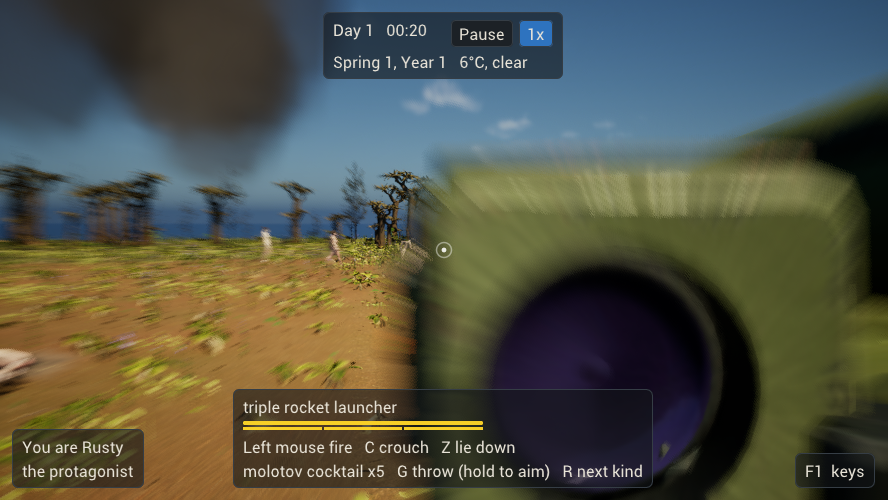 Day 1 00:20 Pause 1x
Spring 1, Year 1 6°C, clear
triple rocket launcher
Left mouse fire C crouch Z lie down
molotov cocktail x5 G throw (hold to aim) R next kind
You are Rusty
the protagonist
F1 keys